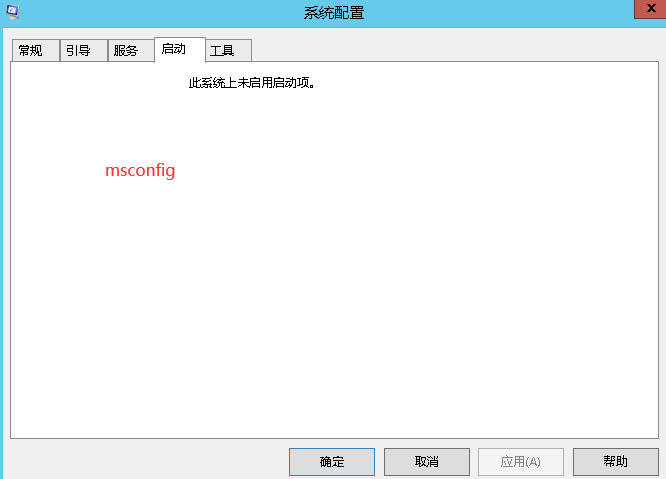 系统配置
x
常规 引导 服务 启动 工具
此系统上未启用启动项。
msconfig
确定 取消 应用(A) 帮助